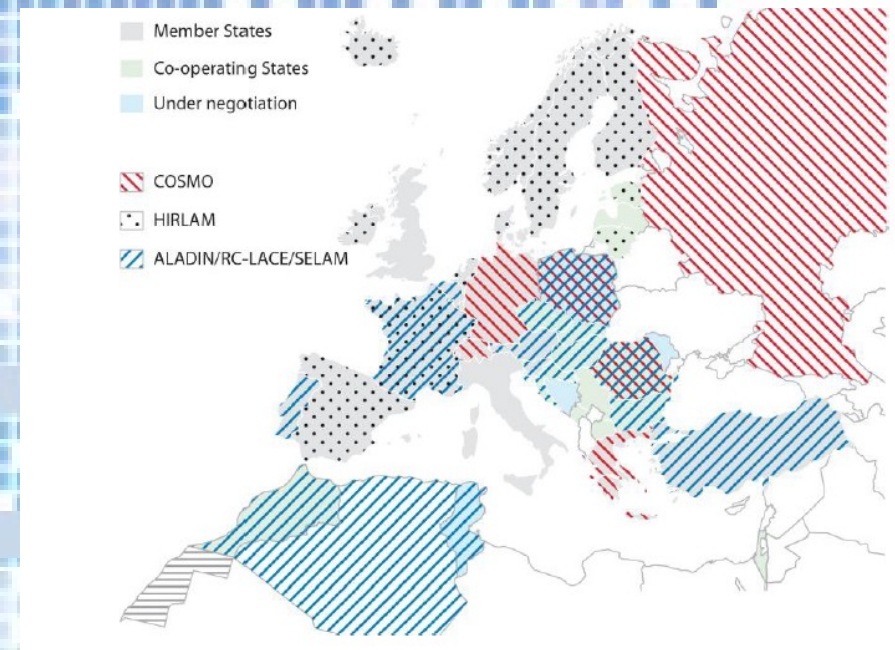 Member States
Co-operating States
Under negotiation
COSMO
HIRLAM
ALADIN/RC-LACE/SELAM